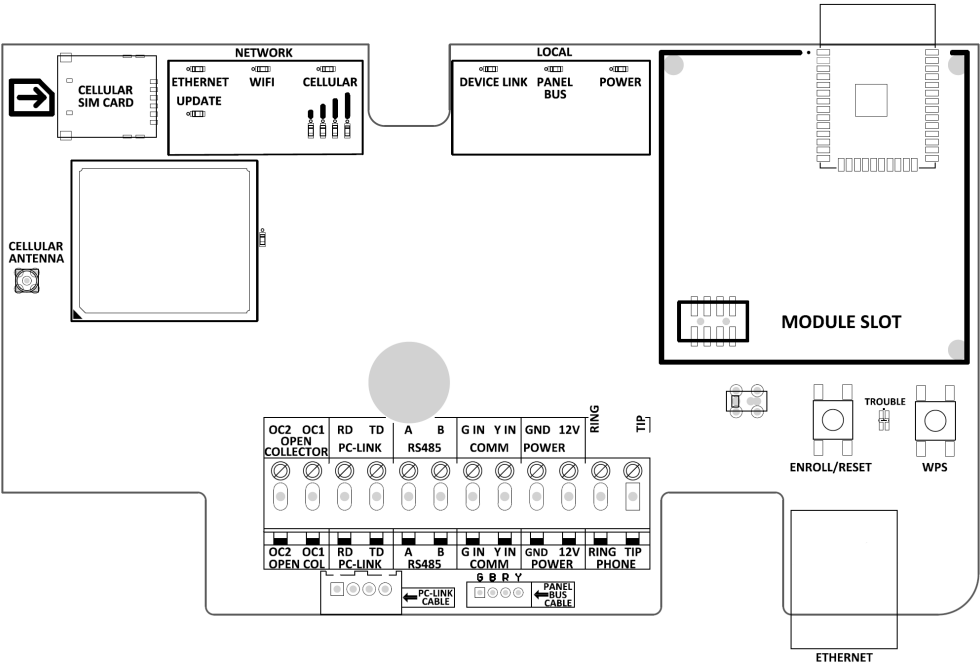 NETWORK
LOCAL
ETHERNET WIFI CELLULAR
UPDATE
DEVICE LINK PANEL BUS POWER
CELLULAR
SIM CARD
CELLULAR
ANTENNA
MODULE SLOT
TROUBLE
ENROLL/RESET
WPS
RING
TIP
OC2 OC1 RD TD A B G IN Y IN GND 12V
OPEN
COLLECTOR PC-LINK RS485 COMM POWER
OC2 OC1 RD TD A B G IN Y IN GND 12V RING TIP
OPEN COL PC-LINK RS485 COMM POWER PHONE
PC-LINK
CABLE
G B R Y
PANEL
BUS
CABLE
ETHERNET